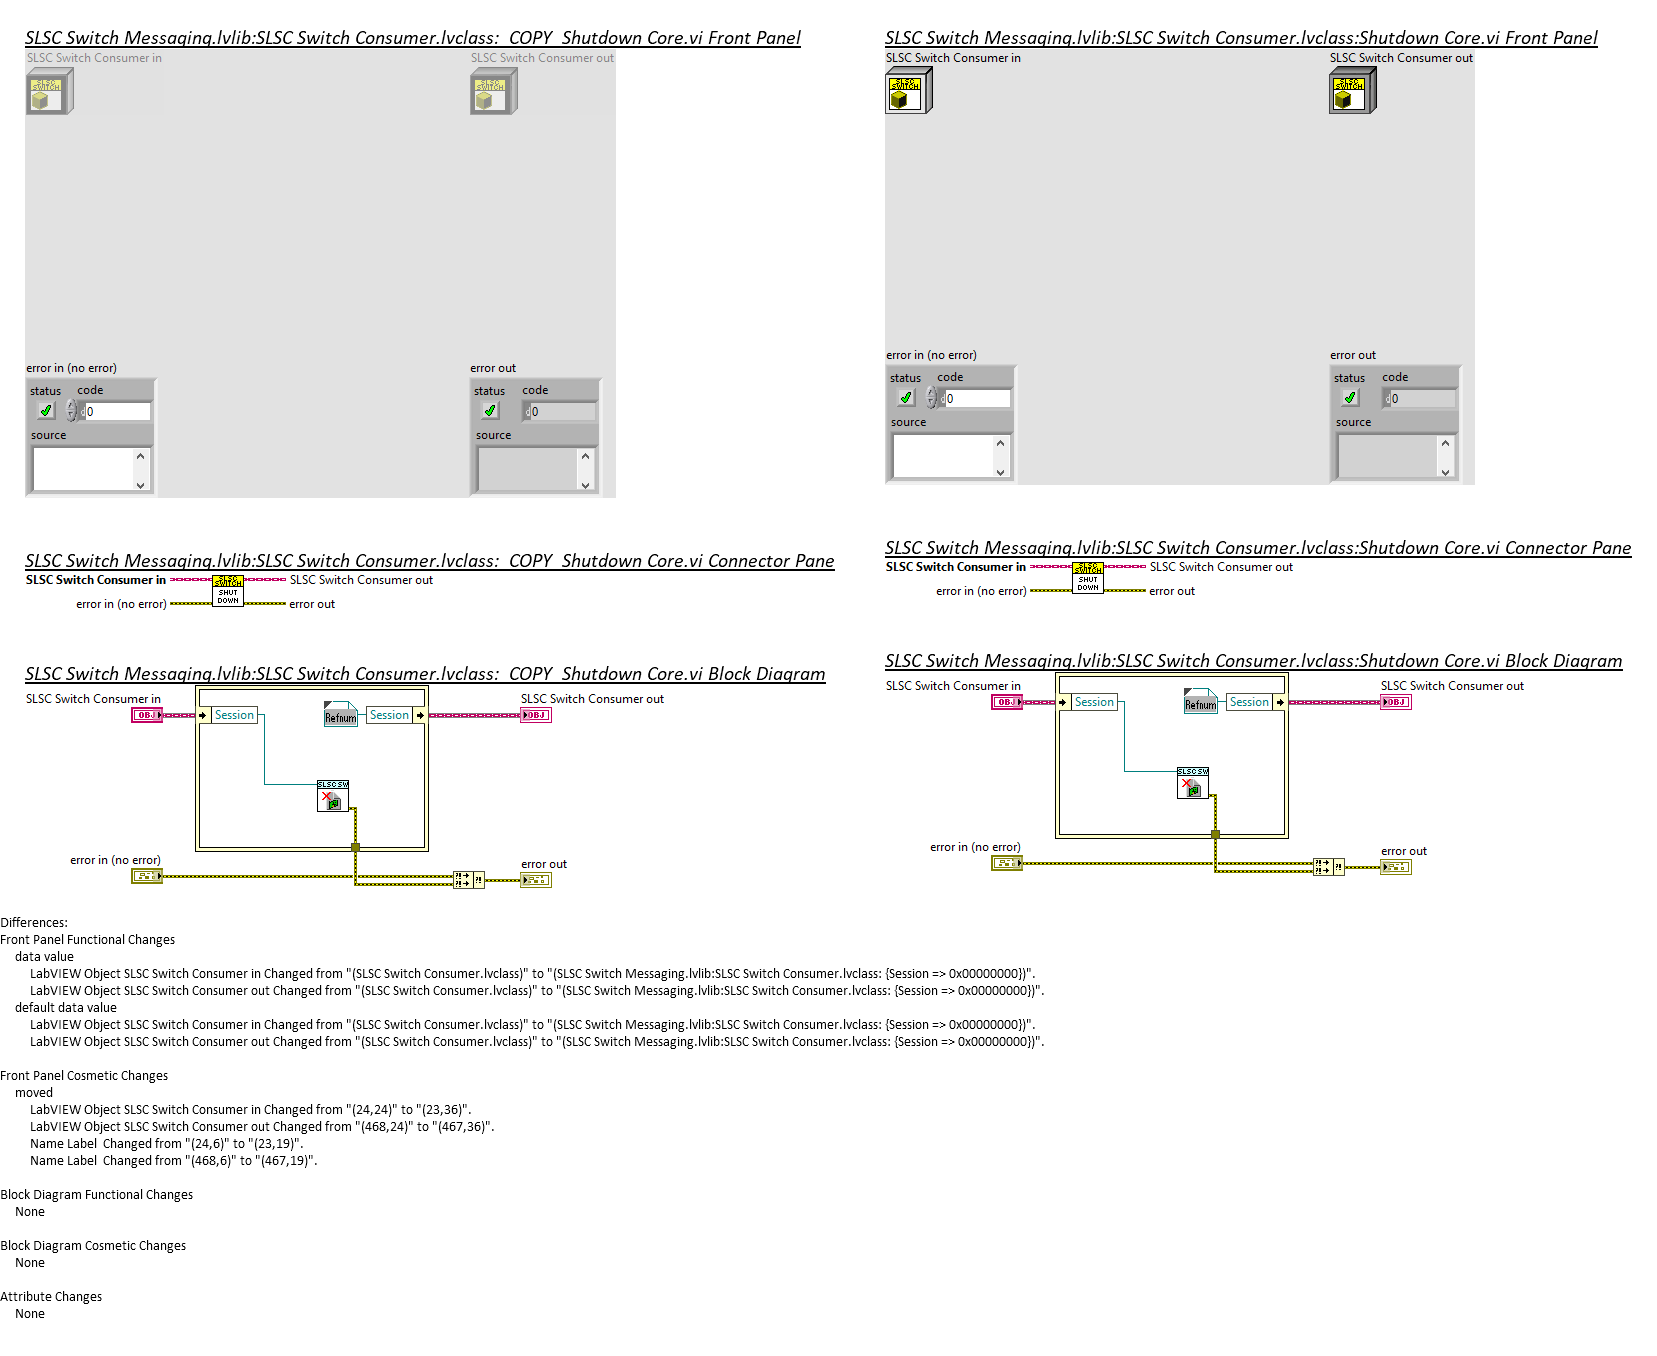 SLSC Switch Messaging.lvlib:SLSC Switch Consumer.lvclass:_COPY_Shutdown Core.vi Front Panel
SLSC Switch Consumer in
SLSC Switch Consumer out
SLSC
SWITCH
SLSC
SWITCH
error in (no error)
status
code
d
0
source
error out
status
code
d
0
source
SLSC Switch Messaging.lvlib:SLSC Switch Consumer.lvclass:_COPY_Shutdown Core.vi Connector Pane
SLSC Switch Consumer in
SLSC
SWITCH
SHUT
DOWN
SLSC Switch Consumer out
error in (no error)
error out
SLSC Switch Messaging.lvlib:SLSC Switch Consumer.lvclass:_COPY_Shutdown Core.vi Block Diagram
SLSC Switch Consumer in
OBJ
Session
Refnum
Session
SLSC Switch Consumer out
OBJ
SLSC SW
error in (no error)
error out
SLSC Switch Messaging.lvlib:SLSC Switch Consumer.lvclass:Shutdown Core.vi Front Panel
SLSC Switch Consumer in
SLSC Switch Consumer out
SLSC
SWITCH
SLSC
SWITCH
error in (no error)
status
code
d
0
source
error out
status
code
d
0
source
SLSC Switch Messaging.lvlib:SLSC Switch Consumer.lvclass:Shutdown Core.vi Connector Pane
SLSC Switch Consumer in
SLSC
SWITCH
SHUT
DOWN
SLSC Switch Consumer out
error in (no error)
error out
SLSC Switch Messaging.lvlib:SLSC Switch Consumer.lvclass:Shutdown Core.vi Block Diagram
SLSC Switch Consumer in
OBJ
Session
Refnum
Session
SLSC Switch Consumer out
OBJ
SLSC SW
error in (no error)
error out
Differences:
Front Panel Functional Changes
data value
LabVIEW Object SLSC Switch Consumer in Changed from "(SLSC Switch Consumer.lvclass)" to "(SLSC Switch Messaging.lvlib:SLSC Switch Consumer.lvclass: {Session => 0x00000000})".
LabVIEW Object SLSC Switch Consumer out Changed from "(SLSC Switch Consumer.lvclass)" to "(SLSC Switch Messaging.lvlib:SLSC Switch Consumer.lvclass: {Session => 0x00000000})".
default data value
LabVIEW Object SLSC Switch Consumer in Changed from "(SLSC Switch Consumer.lvclass)" to "(SLSC Switch Messaging.lvlib:SLSC Switch Consumer.lvclass: {Session => 0x00000000})".
LabVIEW Object SLSC Switch Consumer out Changed from "(SLSC Switch Consumer.lvclass)" to "(SLSC Switch Messaging.lvlib:SLSC Switch Consumer.lvclass: {Session => 0x00000000})".
Front Panel Cosmetic Changes
moved
LabVIEW Object SLSC Switch Consumer in Changed from "(24,24)" to "(23,36)".
LabVIEW Object SLSC Switch Consumer out Changed from "(468,24)" to "(467,36)".
Name Label  Changed from "(24,6)" to "(23,19)".
Name Label  Changed from "(468,6)" to "(467,19)".
Block Diagram Functional Changes
None
Block Diagram Cosmetic Changes
None
Attribute Changes
None